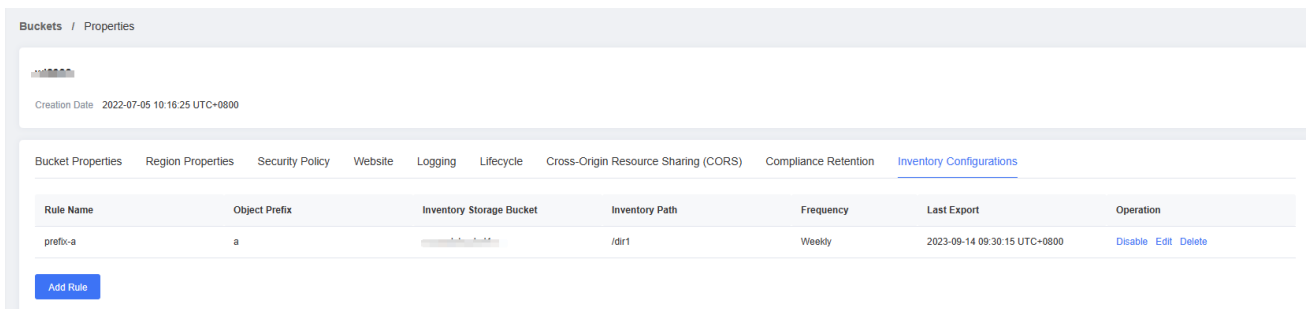 Buckets / Properties
Creation Date 2022-07-05 10:16:25 UTC+0800
Bucket Properties Region Properties Security Policy Website Logging Lifecycle Cross-Origin Resource Sharing (CORS) Compliance Retention Inventory Configurations
Rule Name Object Prefix Inventory Storage Bucket Inventory Path Frequency Last Export Operation
prefix-a a /dir1 Weekly 2023-09-14 09:30:15 UTC+0800 Disable Edit Delete
Add Rule